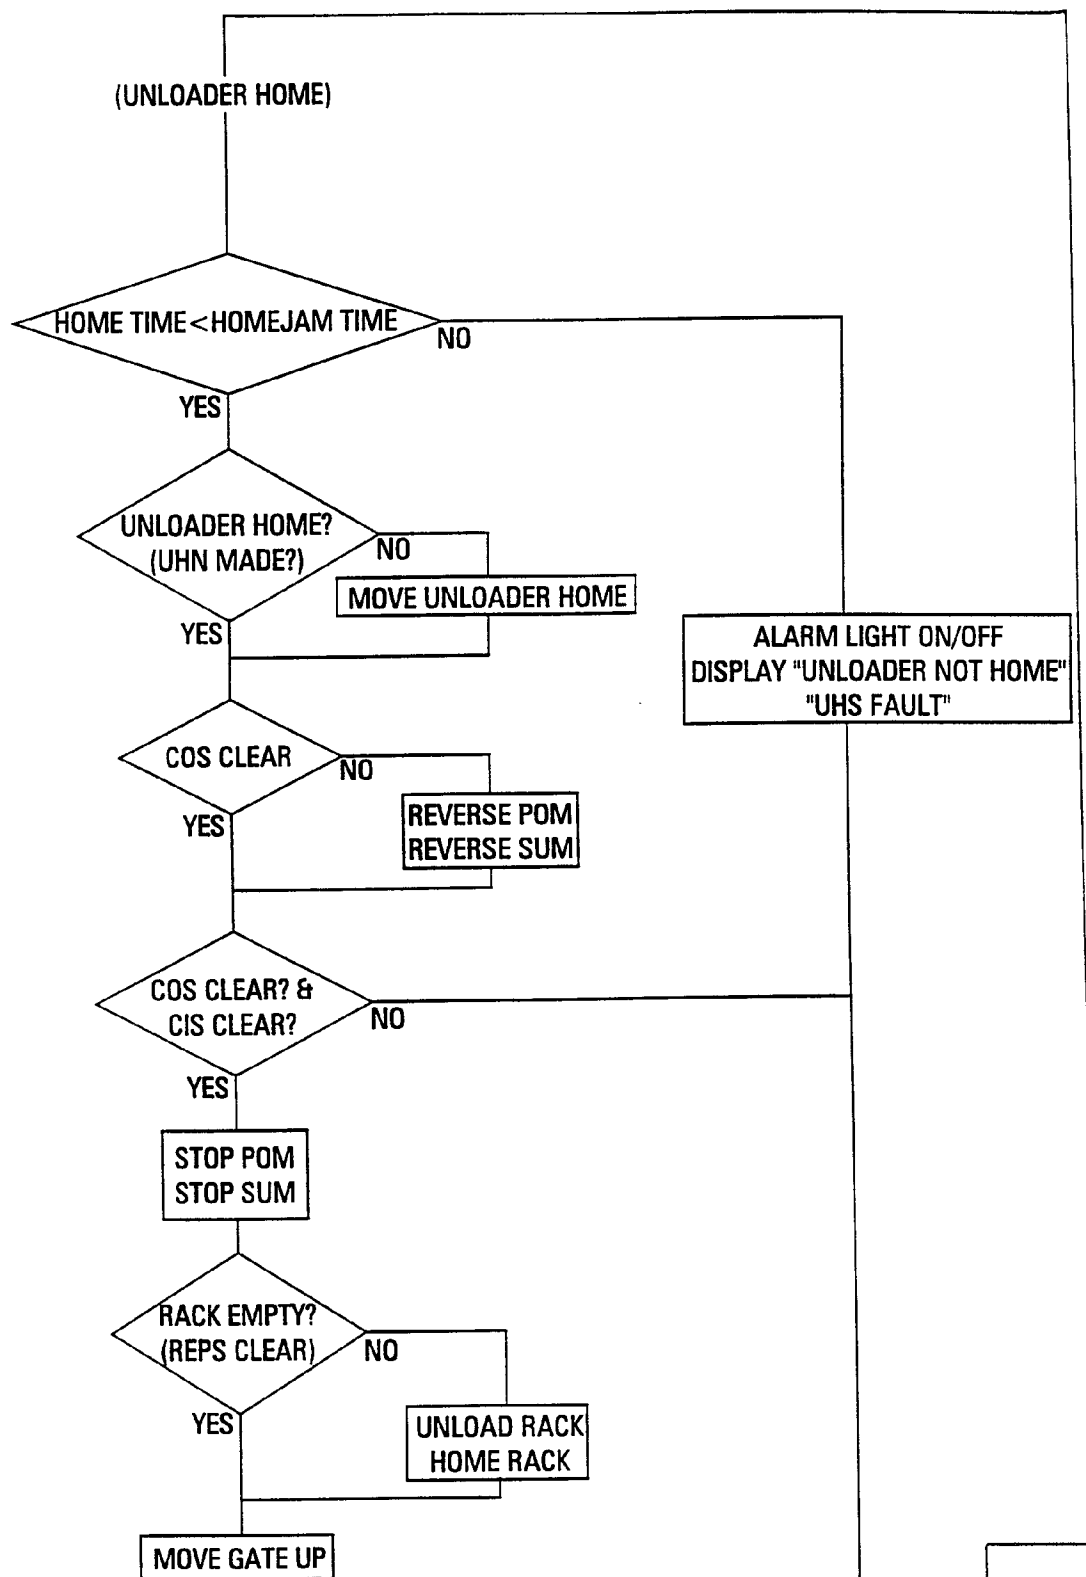 (UNLOADER HOME)
HOME TIME<HOMEJAM TIME
NO
YES
UNLOADER HOME?
(UHN MADE?)
NO
MOVE UNLOADER HOME
YES
ALARM LIGHT ON/OFF
DISPLAY "UNLOADER NOT HOME"
"UHS FAULT"
COS CLEAR
NO
REVERSE POM
REVERSE SUM
YES
COS CLEAR? &
CIS CLEAR?
NO
YES
STOP POM
STOP SUM
RACK EMPTY?
(REPS CLEAR)
NO
YES
UNLOAD RACK
HOME RACK
MOVE GATE UP